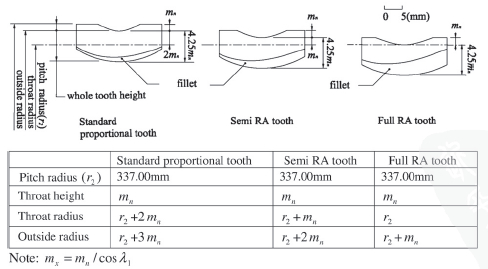 0 5(mm)
mₙ
mₙ
mₙ
4.25mₙ
2mₙ
4.25mₙ
mₙ
4.25mₙ
outside radius
throat radius
pitch radius(r₂)
whole tooth height
fillet
fillet
Standard
proportional tooth
Semi RA tooth
Full RA tooth
Standard proportional tooth Semi RA tooth Full RA tooth
Pitch radius (r₂) 337.00mm 337.00mm 337.00mm
Throat height mₙ mₙ mₙ
Throat radius r₂ +2 mₙ r₂ + mₙ r₂
Outside radius r₂ +3 mₙ r₂ +2 mₙ r₂ + mₙ
Note: mₓ = mₙ / cos λ₁